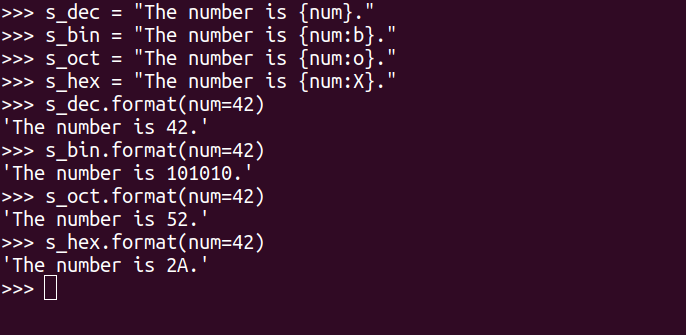 >>> s_dec = "The number is {num}."
>>> s_bin = "The number is {num:b}."
>>> s_oct = "The number is {num:o}."
>>> s_hex = "The number is {num:X}."
>>> s_dec.format(num=42)
'The number is 42.'
>>> s_bin.format(num=42)
'The number is 101010.'
>>> s_oct.format(num=42)
'The number is 52.'
>>> s_hex.format(num=42)
'The number is 2A.'
>>>